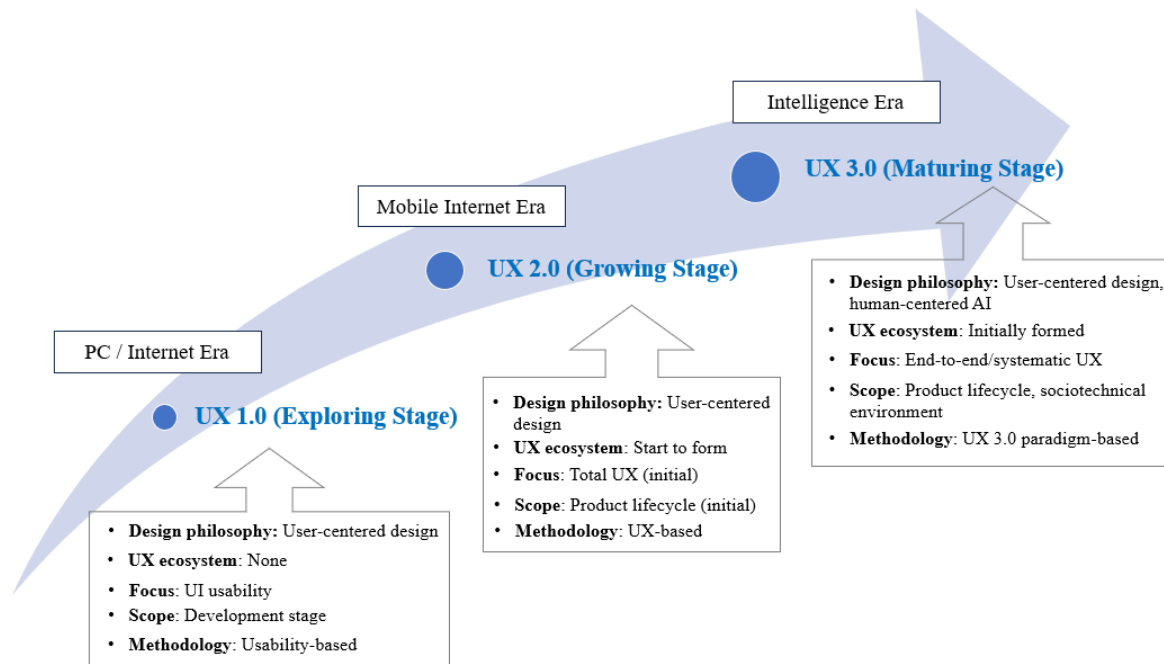 PC / Internet Era
UX 1.0 (Exploring Stage)
• Design philosophy: User-centered design
• UX ecosystem: None
• Focus: UI usability
• Scope: Development stage
• Methodology: Usability-based
Mobile Internet Era
UX 2.0 (Growing Stage)
• Design philosophy: User-centered
design
• UX ecosystem: Start to form
• Focus: Total UX (initial)
• Scope: Product lifecycle (initial)
• Methodology: UX-based
Intelligence Era
UX 3.0 (Maturing Stage)
• Design philosophy: User-centered design,
human-centered AI
• UX ecosystem: Initially formed
• Focus: End-to-end/systematic UX
• Scope: Product lifecycle, sociotechnical
environment
• Methodology: UX 3.0 paradigm-based